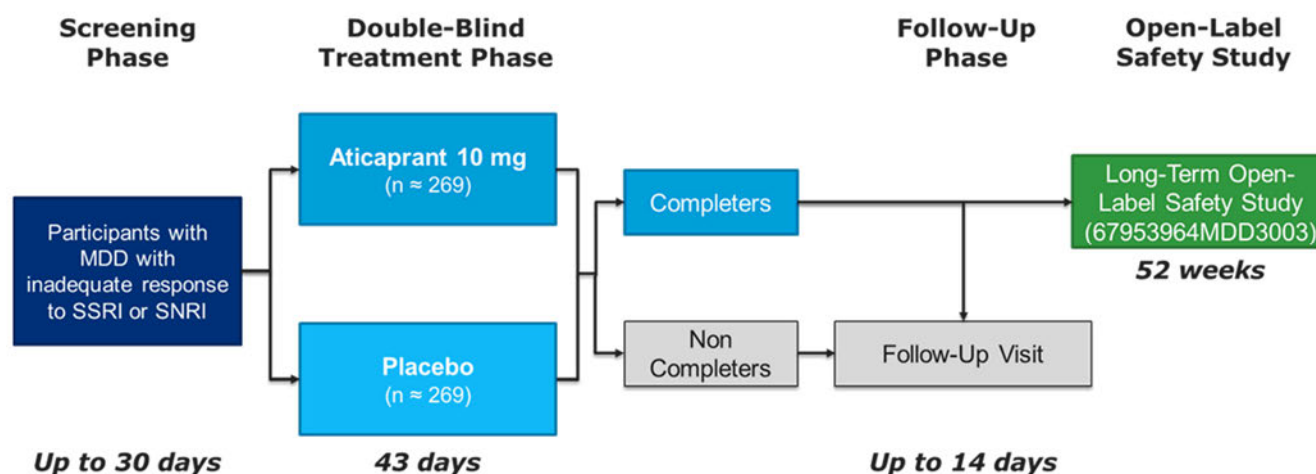 Screening
Phase
Double-Blind
Treatment Phase
Follow-Up
Phase
Open-Label
Safety Study
Participants with
MDD with
inadequate response
to SSRI or SNRI
Aticaprant 10 mg
(n ≈ 269)
Placebo
(n ≈ 269)
Completers
Non
Completers
Follow-Up Visit
Long-Term Open-
Label Safety Study
(67953964MDD3003)
52 weeks
Up to 30 days
43 days
Up to 14 days